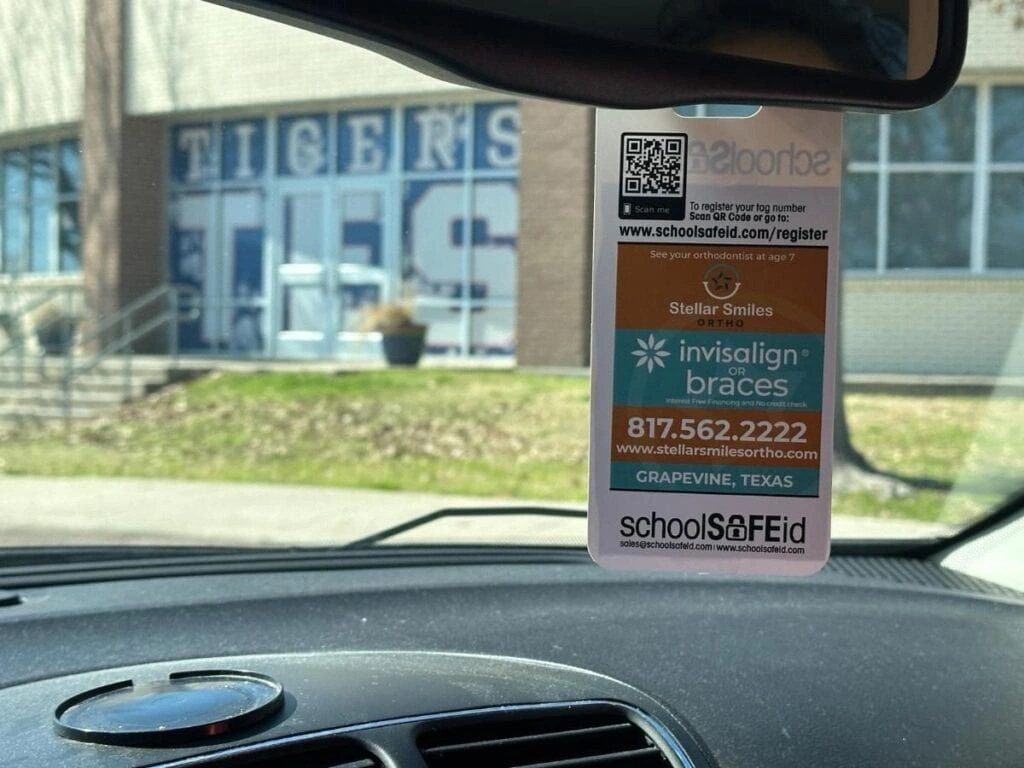 TIGERS
TES
schoolSa
Scan me
To register your tag number
Scan QR Code or go to:
www.schoolsafeid.com/register
See your orthodontist at age 7
Stellar Smiles
ORTHO
invisalign®
OR
braces
Interest Free Financing and No credit check
817.562.2222
www.stellarsmilesortho.com
GRAPEVINE, TEXAS
schoolSAFEid
sales@schoolsafeid.com | www.schoolsafeid.com